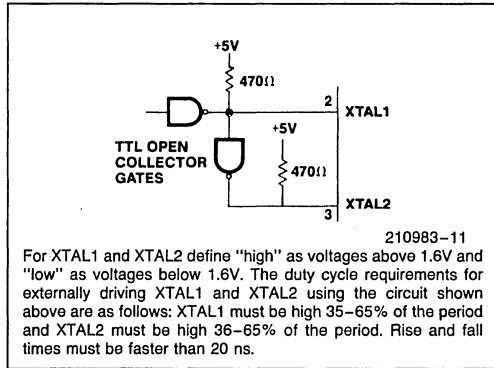 +5V
470Ω
2
XTAL1
TTL OPEN
COLLECTOR
GATES
+5V
470Ω
XTAL2
3
210983-11
For XTAL1 and XTAL2 define "high" as voltages above 1.6V and
"low" as voltages below 1.6V. The duty cycle requirements for
externally driving XTAL1 and XTAL2 using the circuit shown
above are as follows: XTAL1 must be high 35-65% of the period
and XTAL2 must be high 36-65% of the period. Rise and fall
times must be faster than 20 ns.